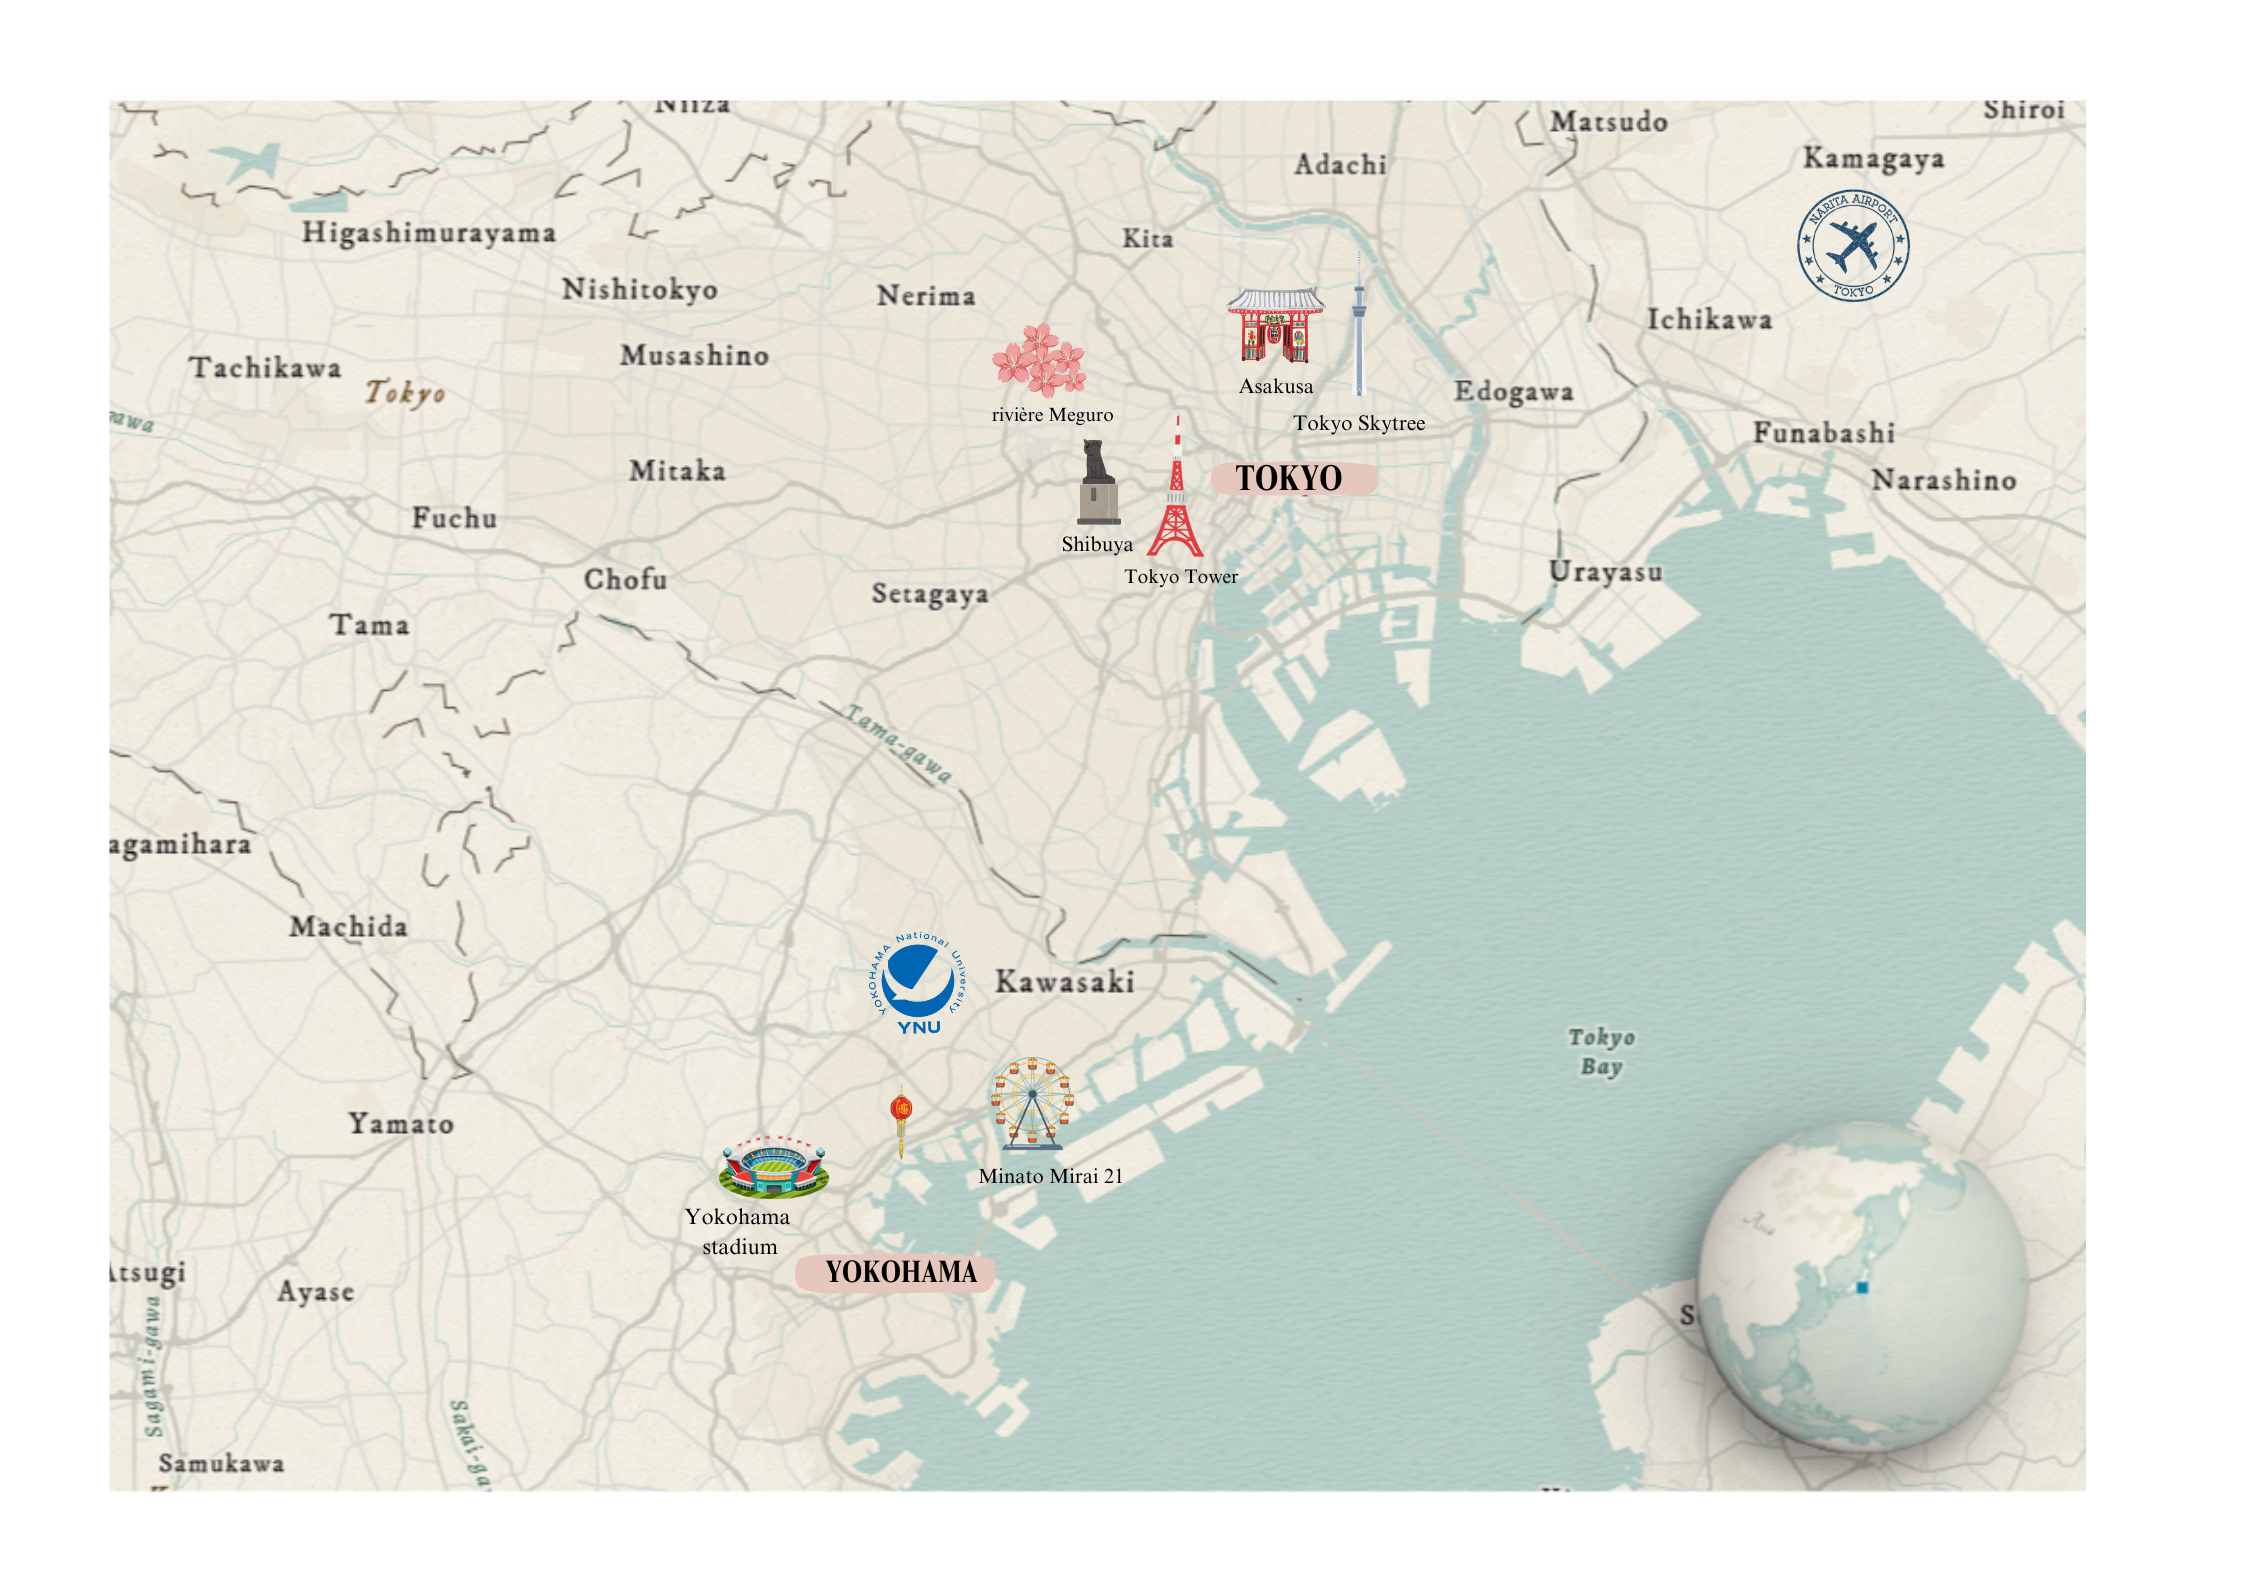 Niiza
Matsudo
Shiroi
Adachi
Kamagaya
NARITA AIRPORT
TOKYO
Higashimurayama
Kita
Nishitokyo
Nerima
Ichikawa
Musashino
Tachikawa
Tokyo
Asakusa
Edogawa
rivière Meguro
Tokyo Skytree
gawa
Funabashi
Mitaka
TOKYO
Narashino
Fuchu
Shibuya
Urayasu
Chofu
Tokyo Tower
Setagaya
Tama
Tama-gawa
agamihara
Machida
YOKOHAMA National University
YNU
Kawasaki
Tokyo
Bay
Yamato
Minato Mirai 21
Yokohama
stadium
Asia
YOKOHAMA
Atsugi
Ayase
Sagami-gawa
Sakai-ga
Samukawa